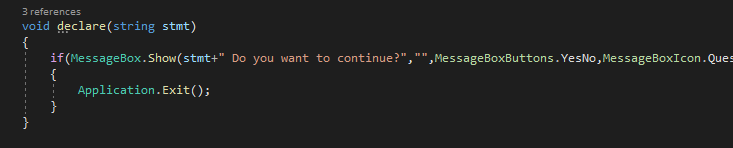 3 references
void declare(string stmt)
{
if(MessageBox.Show(stmt+" Do you want to continue?","",MessageBoxButtons.YesNo,MessageBoxIcon.Ques
{
Application.Exit();
}
}